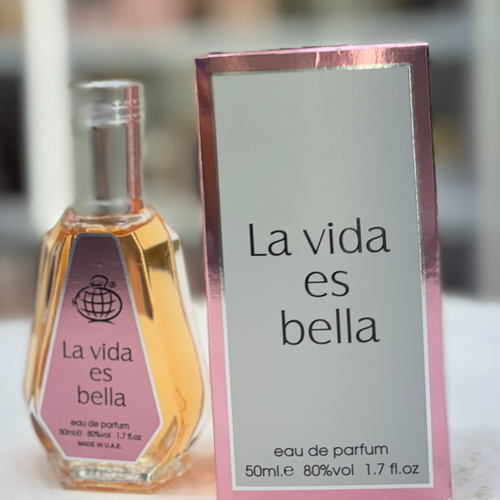 ®
La vida
es
bella
eau de parfum
50ml.e 80%vol 1.7 fl.oz
MADE IN U.A.E.
La vida
es
bella
eau de parfum
50ml.e 80%vol 1.7 fl.oz